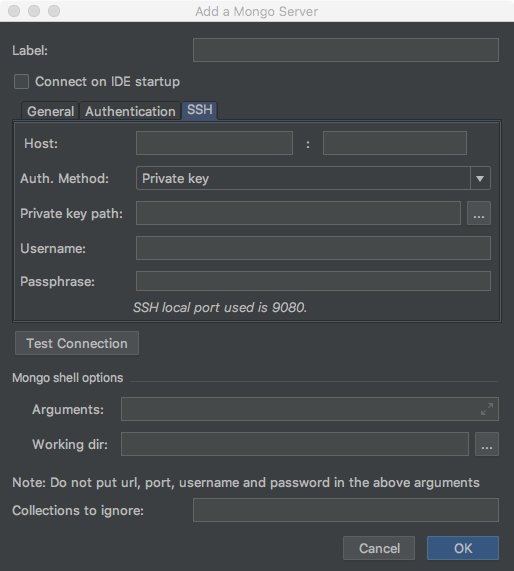 Add a Mongo Server
Label:
Connect on IDE startup
General Authentication SSH
Host: :
Auth. Method: Private key
Private key path: ...
Username:
Passphrase:
SSH local port used is 9080.
Test Connection
Mongo shell options
Arguments:
Working dir: ...
Note: Do not put url, port, username and password in the above arguments
Collections to ignore:
Cancel OK